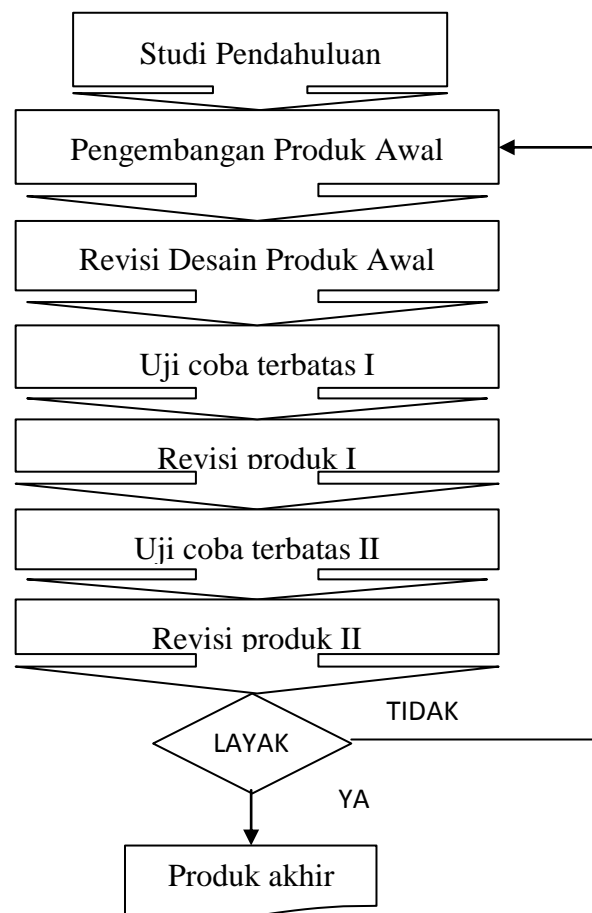 Studi Pendahuluan
Pengembangan Produk Awal
Revisi Desain Produk Awal
Uji coba terbatas I
Revisi produk I
Uji coba terbatas II
Revisi produk II
LAYAK
TIDAK
YA
Produk akhir